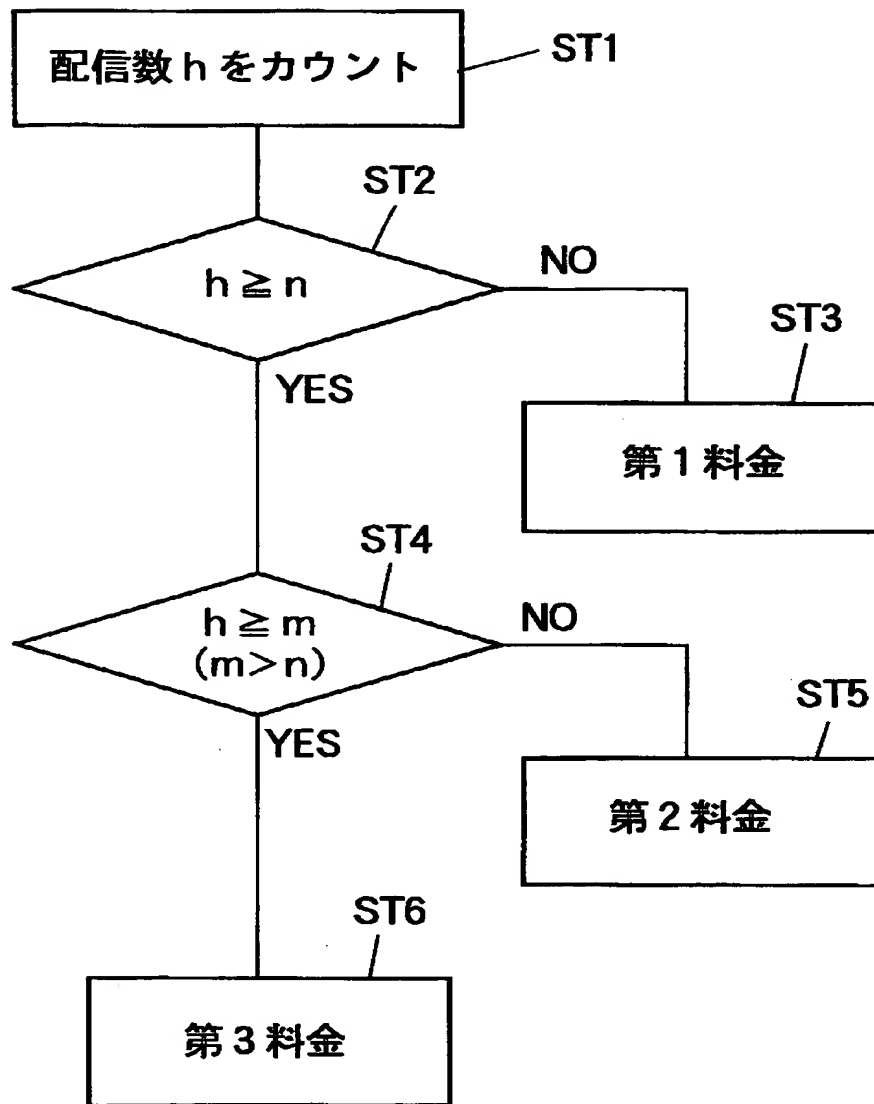 配信数hをカウント
ST1
ST2
h≧n
NO
YES
ST3
第1料金
ST4
h≧m
(m>n)
NO
YES
ST5
第2料金
ST6
第3料金